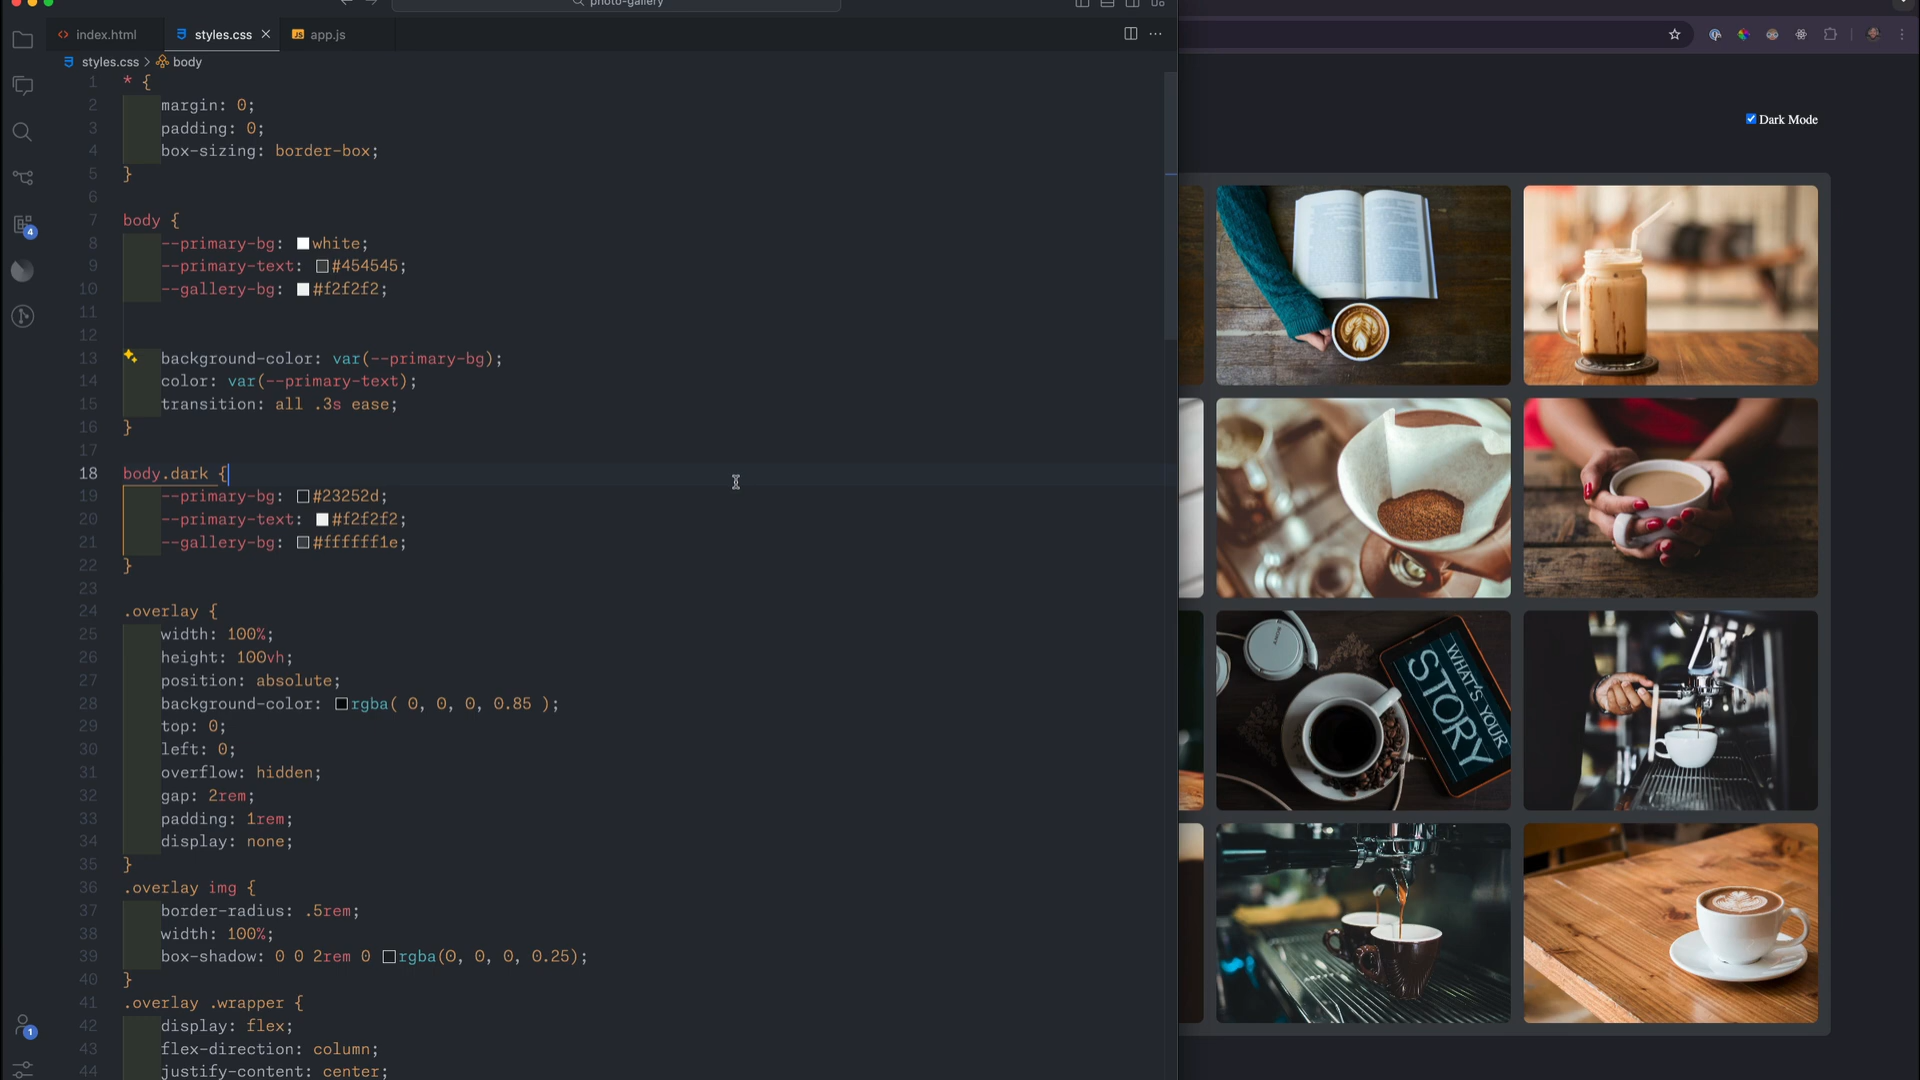 photo-gallery
index.html
styles.css
app.js
styles.css > body
1 * {
2 margin: 0;
3 padding: 0;
4 box-sizing: border-box;
5 }
6
7 body {
8 --primary-bg: white;
9 --primary-text: #454545;
10 --gallery-bg: #f2f2f2;
11
12
13 background-color: var(--primary-bg);
14 color: var(--primary-text);
15 transition: all .3s ease;
16 }
17
18 body.dark {
19 --primary-bg: #23252d;
20 --primary-text: #f2f2f2;
21 --gallery-bg: #ffffff1e;
22 }
23
24 .overlay {
25 width: 100%;
26 height: 100vh;
27 position: absolute;
28 background-color: rgba( 0, 0, 0, 0.85 );
29 top: 0;
30 left: 0;
31 overflow: hidden;
32 gap: 2rem;
33 padding: 1rem;
34 display: none;
35 }
36 .overlay img {
37 border-radius: .5rem;
38 width: 100%;
39 box-shadow: 0 0 2rem 0 rgba(0, 0, 0, 0.25);
40 }
41 .overlay .wrapper {
42 display: flex;
43 flex-direction: column;
44 justify-content: center;
4
1
Dark Mode
WHAT'S YOUR
STORY